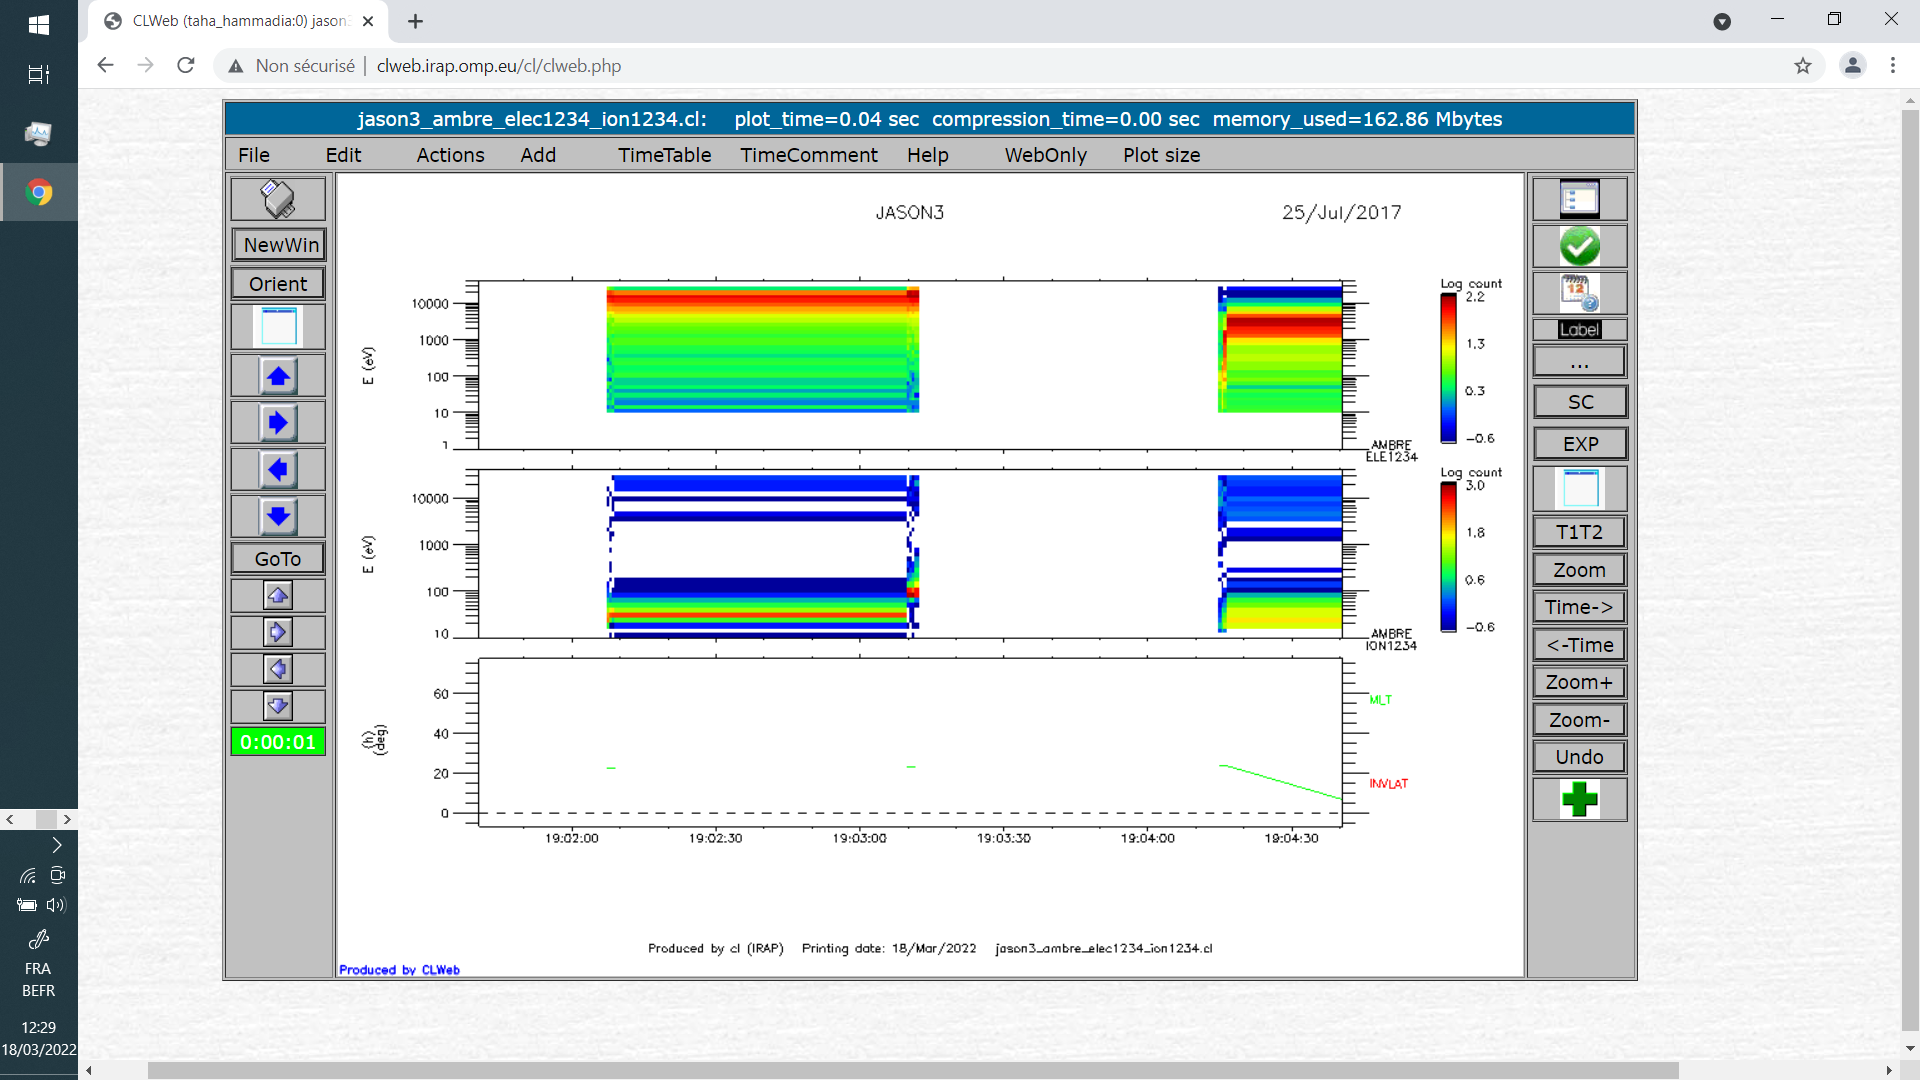 CLWeb (taha_hammadia:0) jason
Non sécurisé | clweb.irap.omp.eu/cl/clweb.php
jason3_ambre_elec1234_ion1234.cl: plot_time=0.04 sec compression_time=0.00 sec memory_used=162.86 Mbytes
File Edit Actions Add TimeTable TimeComment Help WebOnly Plot size
NewWin
Orient
GoTo
0:00:01
JASON3 25/Jul/2017
10000
1000
100
10
1
E (eV)
AMBRE
ELE1234
Log count
2.2
1.3
0.3
-0.6
10000
1000
100
10
E (eV)
AMBRE
ION1234
Log count
3.0
1.8
0.6
-0.6
60
40
20
0
(h)
(deg)
MLT
INVLAT
19:02:00 19:02:30 19:03:00 19:03:30 19:04:00 19:04:30
Produced by cl (IRAP) Printing date: 18/Mar/2022 jason3_ambre_elec1234_ion1234.cl
Produced by CLWeb
12
Label
...
SC
EXP
T1T2
Zoom
Time->
<-Time
Zoom+
Zoom-
Undo
FRA
BEFR
12:29
18/03/2022